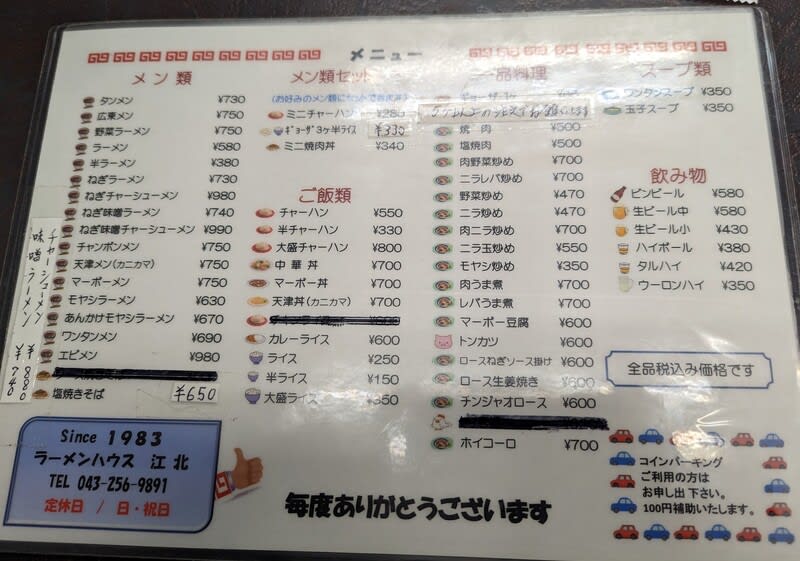 メニュー
メン類
タンメン ¥730
広東メン ¥750
野菜ラーメン ¥750
ラーメン ¥580
半ラーメン ¥380
ねぎラーメン ¥730
ねぎチャーシューメン ¥980
ねぎ味噌ラーメン ¥740
ねぎ味噌チャーシューメン ¥990
チャンポンメン ¥750
天津メン(カニカマ) ¥750
マーボーメン ¥750
モヤシラーメン ¥630
あんかけモヤシラーメン ¥670
ワンタンメン ¥690
エビメン ¥980
塩焼きそば ¥650
チャーシューメン ¥800
味噌ラーメン ¥740
Since 1983
ラーメンハウス 江北
TEL 043-256-9891
定休日 / 日・祝日
メン類セット
(お好みのメン類にセットで
ミニチャーハン ¥280
ギョーザ3ケ半ライス ¥330
ミニ焼肉丼 ¥340
ご飯類
チャーハン ¥550
半チャーハン ¥330
大盛チャーハン ¥800
中華丼 ¥700
マーボー丼 ¥700
天津丼(カニカマ) ¥700
カレーライス ¥600
ライス ¥250
半ライス ¥150
大盛ライス ¥350
一品料理
ギョーザ
焼肉 ¥500
塩焼肉 ¥500
肉野菜炒め ¥700
ニラレバ炒め ¥700
野菜炒め ¥470
ニラ炒め ¥470
肉ニラ炒め ¥700
ニラ玉炒め ¥550
モヤシ炒め ¥350
肉うま煮 ¥700
レバうま煮 ¥700
マーボー豆腐 ¥600
トンカツ ¥600
ロースねぎソース掛け ¥600
ロース生姜焼き ¥600
チンジャオロース ¥600
ホイコーロ ¥700
スープ類
ワンタンスープ ¥350
玉子スープ ¥350
飲み物
ビンビール ¥580
生ビール中 ¥580
生ビール小 ¥430
ハイボール ¥380
タルハイ ¥420
ウーロンハイ ¥350
全品税込み価格です
コインパーキング
ご利用の方は
お申し出下さい。
100円補助いたします。
毎度ありがとうございます